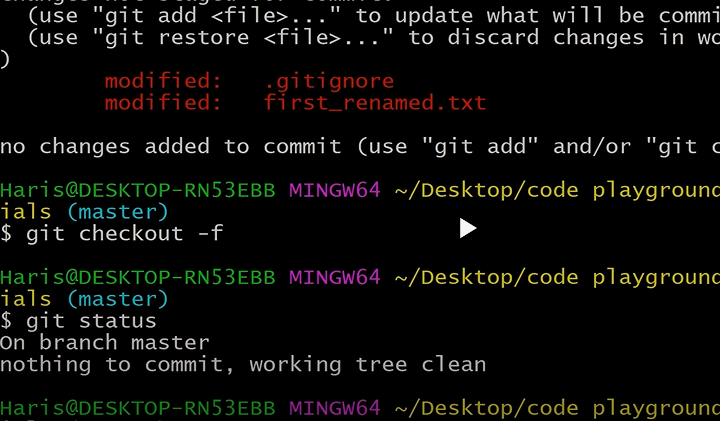 (use "git add <file>..." to update what will be commi
(use "git restore <file>..." to discard changes in wo
)
modified: .gitignore
modified: first_renamed.txt
no changes added to commit (use "git add" and/or "git c
Haris@DESKTOP-RN53EBB MINGW64 ~/Desktop/code playground
ials (master)
$ git checkout -f
Haris@DESKTOP-RN53EBB MINGW64 ~/Desktop/code playground
ials (master)
$ git status
On branch master
nothing to commit, working tree clean
Haris@DESKTOP-RN53EBB MINGW64 ~/Desktop/code playground